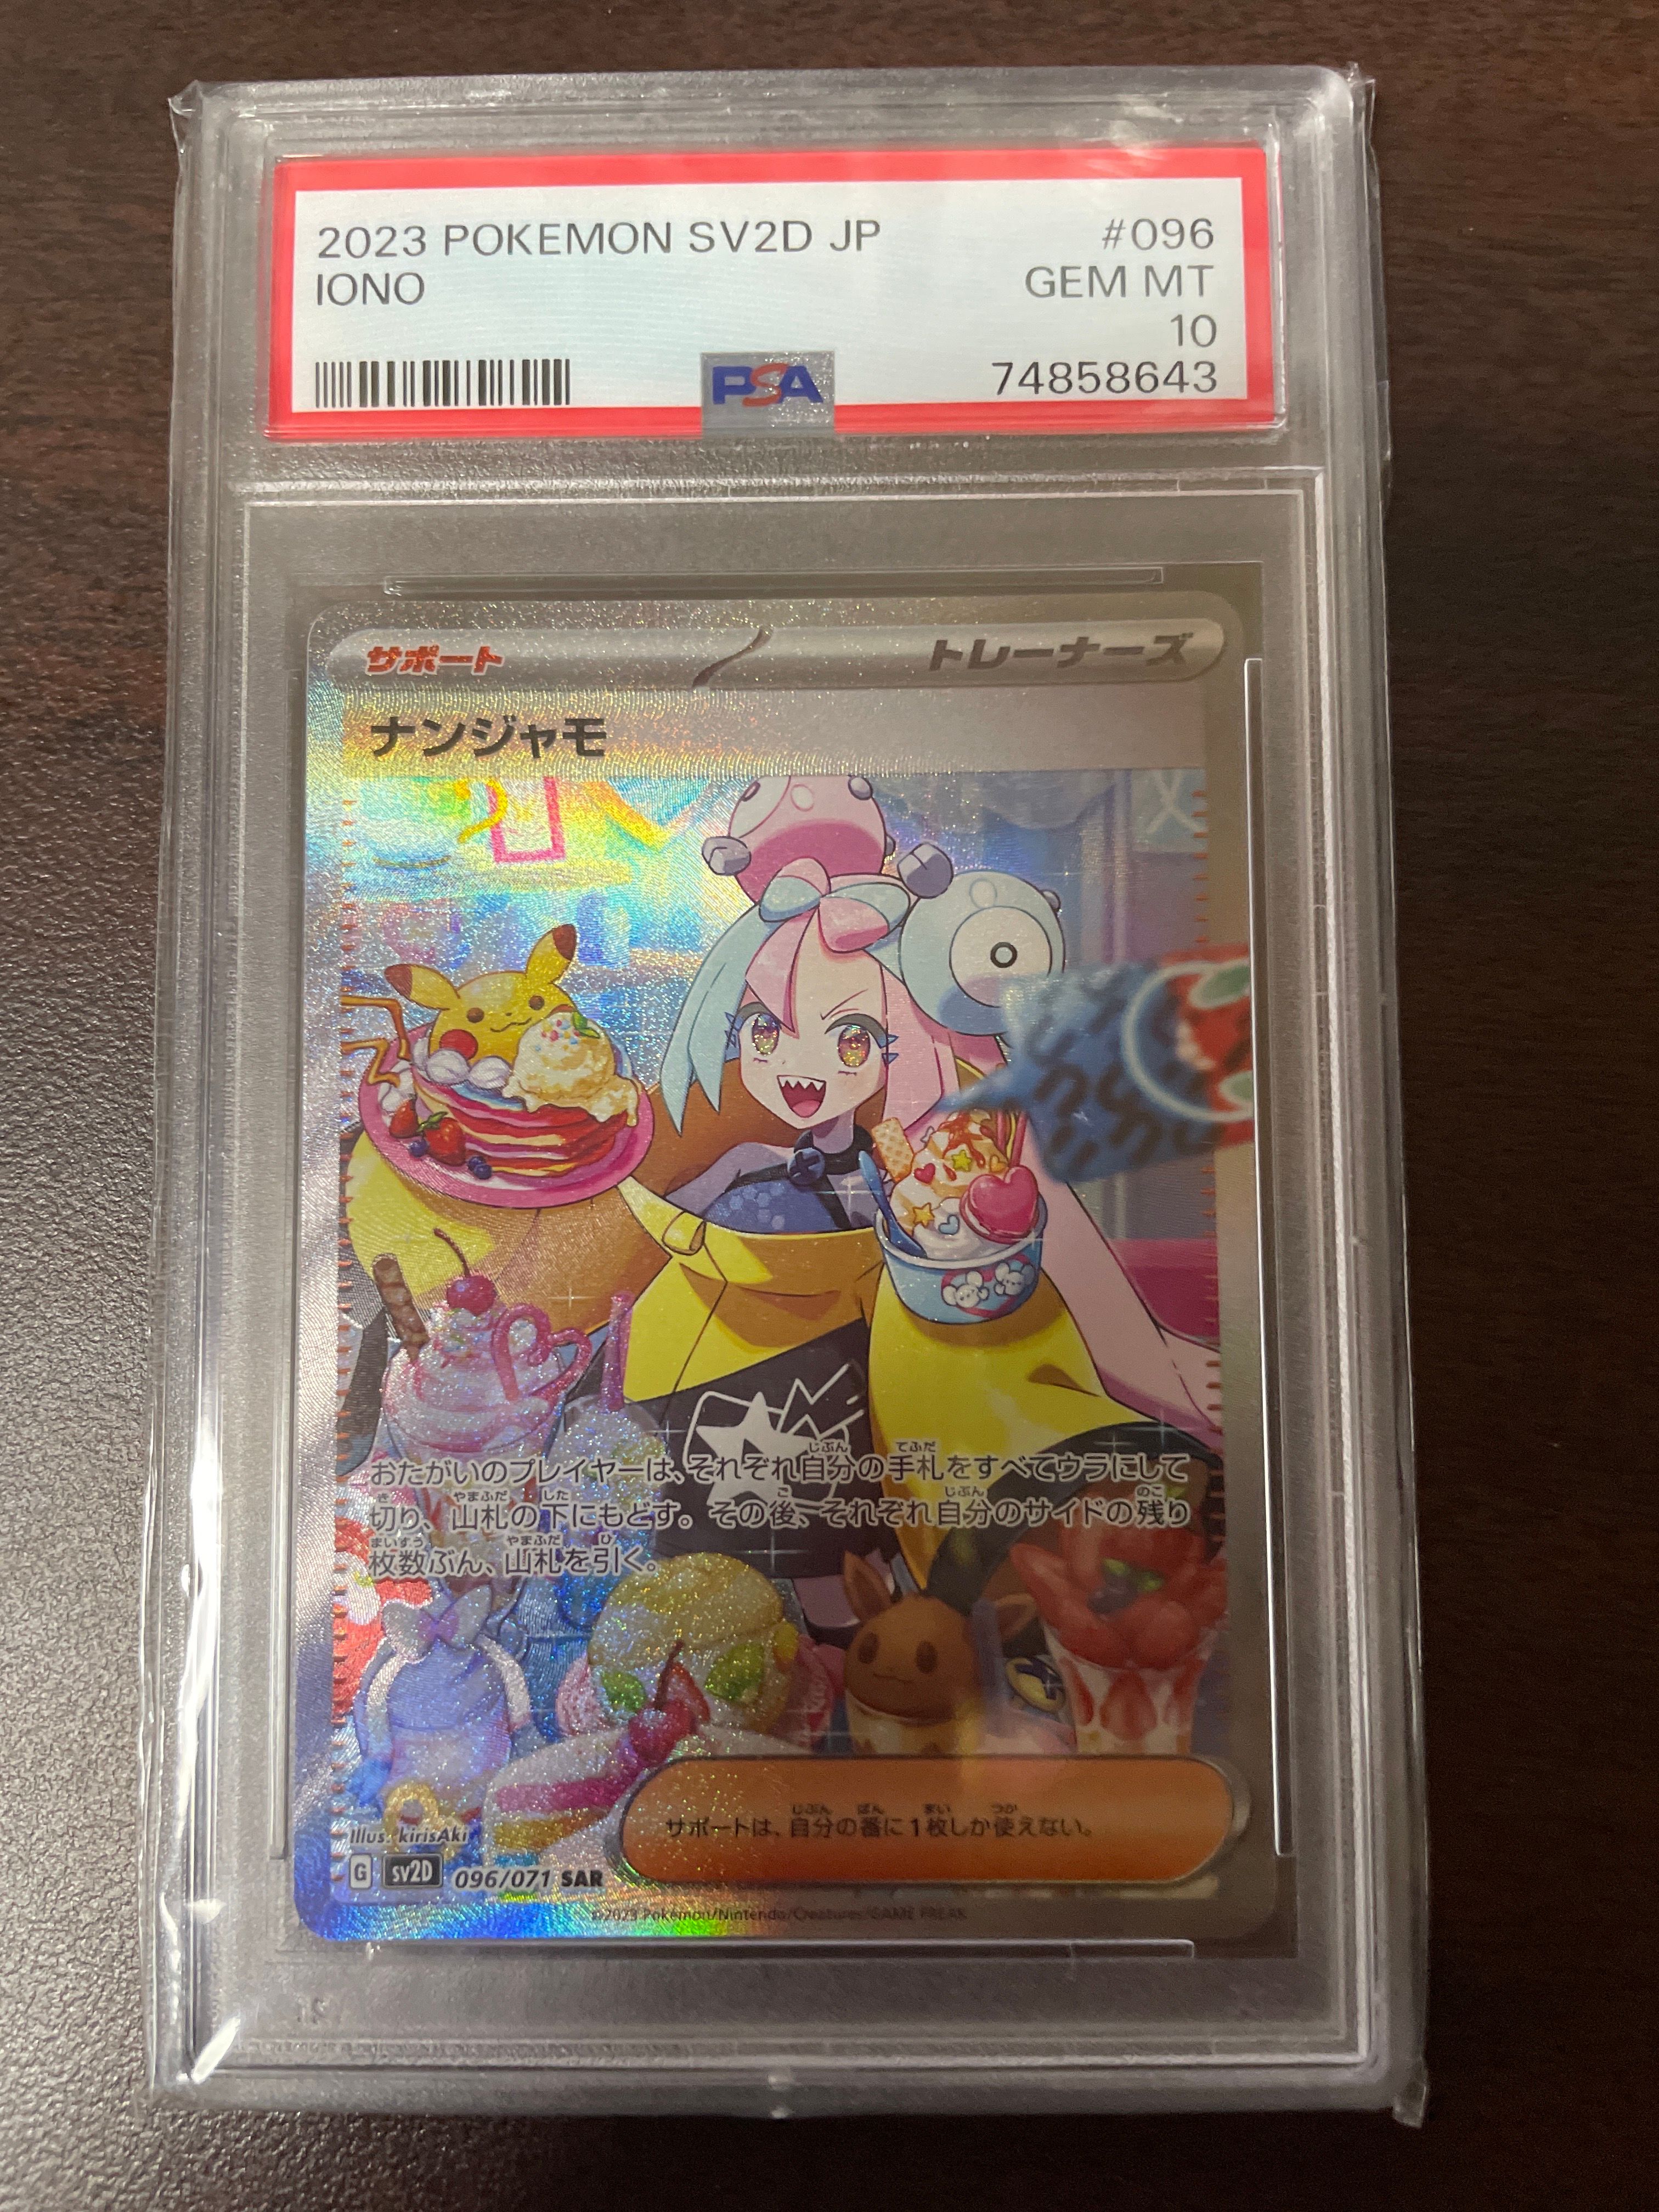 2023 POKEMON SV2D JP #096
IONO GEM MT
10
PSA 74858643
サポート トレーナーズ
ナンジャモ
おたがいのプレイヤーは、それぞれ自分の手札をすべてウラにして
切り、山札の下にもどす。その後、それぞれ自分のサイドの残り
枚数ぶん、山札を引く。
サポートは、自分の番に1枚しか使えない。
Illus. kirisAki
G sv2D 096/071 SAR
©2023 Pokémon/Nintendo/Creatures/GAME FREAK